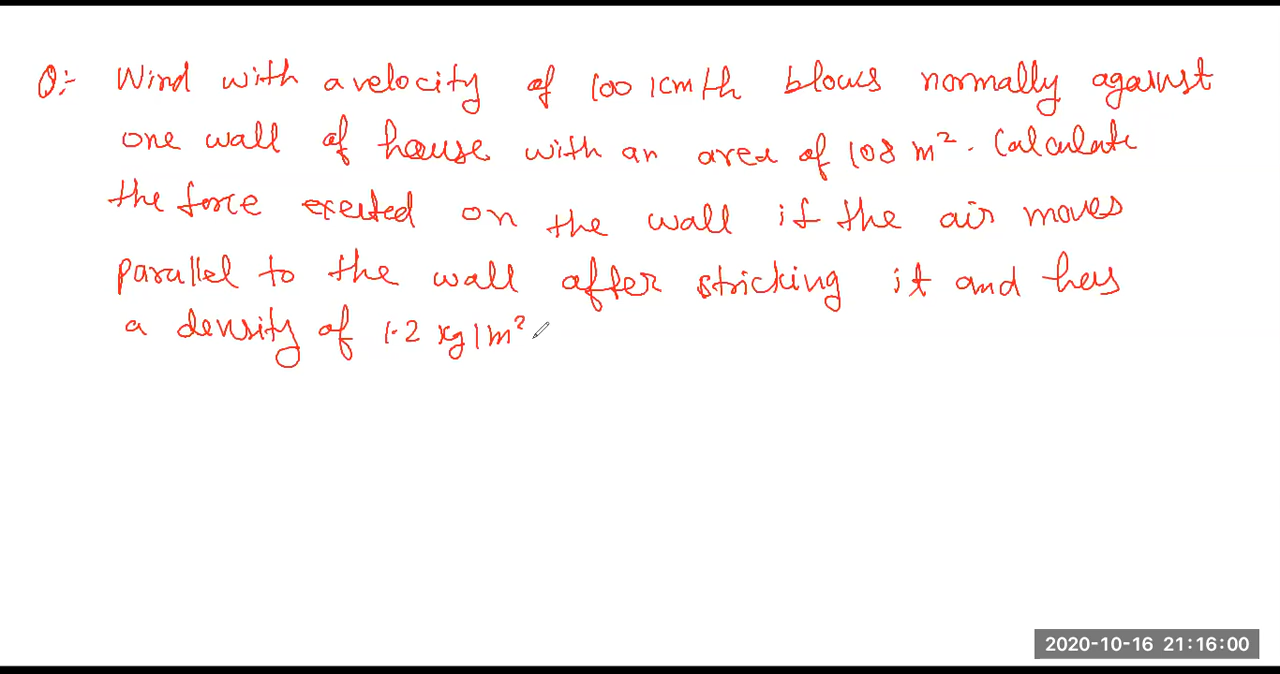 Q:- Wind with a velocity of 100 km/h blows normally against
one wall of house with an area of 108 m². Calculate
the force exerted on the wall if the air moves
parallel to the wall after stricking it and has
a density of 1.2 kg/m³
2020-10-16 21:16:00